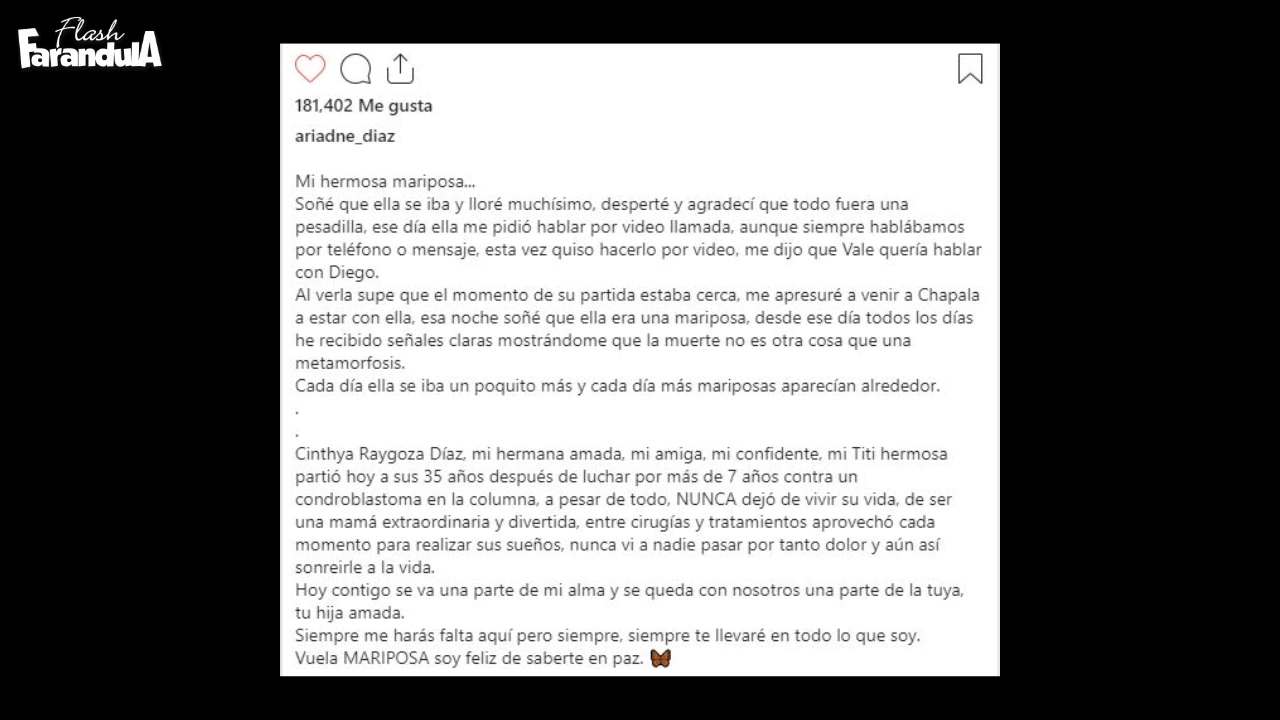 Flash
FarandulA
181,402 Me gusta
ariadne_diaz
Mi hermosa mariposa...
Soñé que ella se iba y lloré muchísimo, desperté y agradecí que todo fuera una
pesadilla, ese día ella me pidió hablar por video llamada, aunque siempre hablábamos
por teléfono o mensaje, esta vez quiso hacerlo por video, me dijo que Vale quería hablar
con Diego.
Al verla supe que el momento de su partida estaba cerca, me apresuré a venir a Chapala
a estar con ella, esa noche soñé que ella era una mariposa, desde ese día todos los días
he recibido señales claras mostrándome que la muerte no es otra cosa que una
metamorfosis.
Cada día ella se iba un poquito más y cada día más mariposas aparecían alrededor.
.
.
Cinthya Raygoza Díaz, mi hermana amada, mi amiga, mi confidente, mi Titi hermosa
partió hoy a sus 35 años después de luchar por más de 7 años contra un
condroblastoma en la columna, a pesar de todo, NUNCA dejó de vivir su vida, de ser
una mamá extraordinaria y divertida, entre cirugías y tratamientos aprovechó cada
momento para realizar sus sueños, nunca vi a nadie pasar por tanto dolor y aún así
sonreirle a la vida.
Hoy contigo se va una parte de mi alma y se queda con nosotros una parte de la tuya,
tu hija amada.
Siempre me harás falta aquí pero siempre, siempre te llevaré en todo lo que soy.
Vuela MARIPOSA soy feliz de saberte en paz.